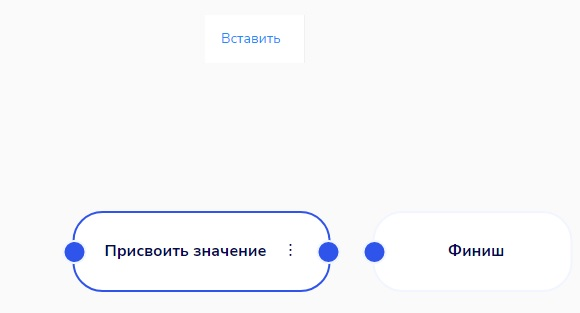 Вставить
Присвоить значение
Финиш